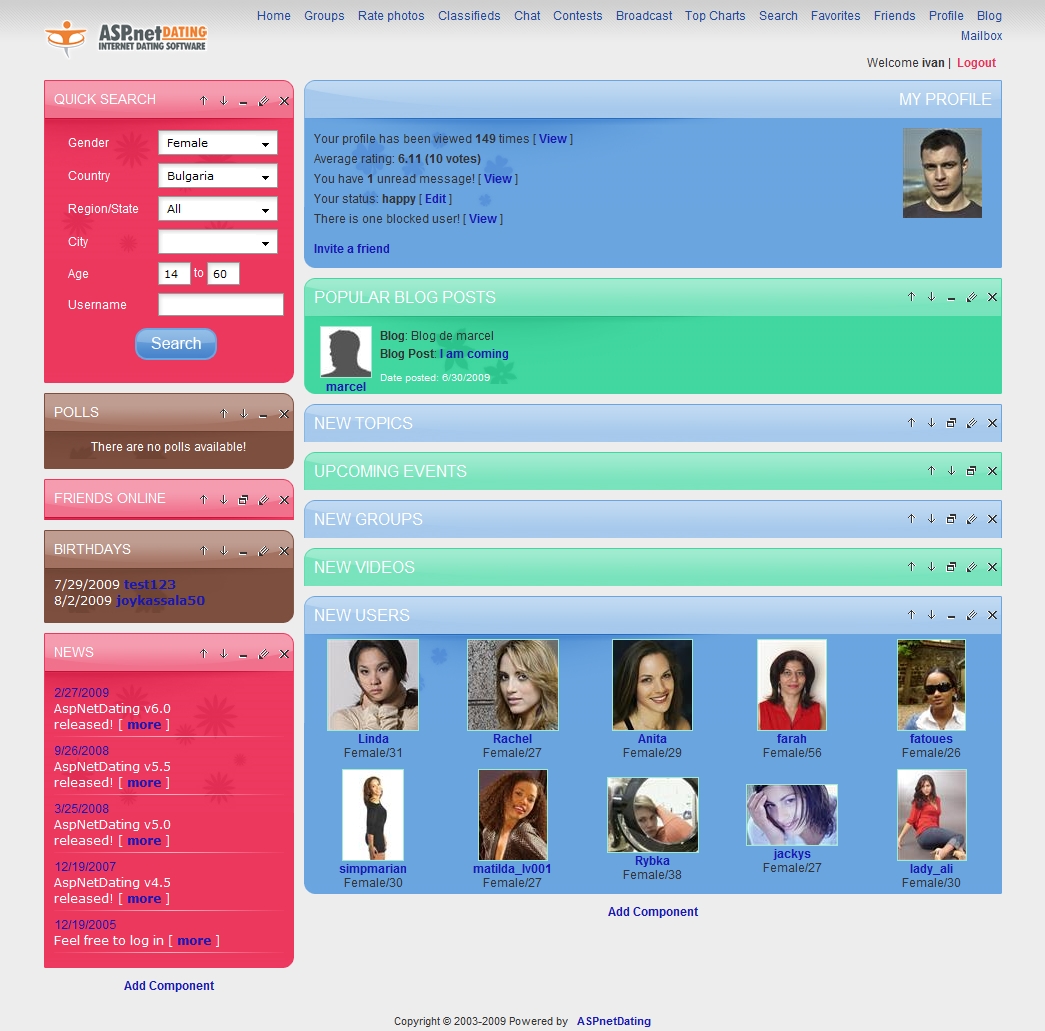 Home Groups Rate photos Classifieds Chat Contests Broadcast Top Charts Search Favorites Friends Profile Blog
Mailbox
ASP.netDATING
INTERNET DATING SOFTWARE
Welcome ivan | Logout
QUICK SEARCH
Gender Female
Country Bulgaria
Region/State All
City
Age 14 to 60
Username
Search
POLLS
There are no polls available!
FRIENDS ONLINE
BIRTHDAYS
7/29/2009 test123
8/2/2009 joykassala50
NEWS
2/27/2009
AspNetDating v6.0
released! [ more ]
9/26/2008
AspNetDating v5.5
released! [ more ]
3/25/2008
AspNetDating v5.0
released! [ more ]
12/19/2007
AspNetDating v4.5
released! [ more ]
12/19/2005
Feel free to log in [ more ]
Add Component
MY PROFILE
Your profile has been viewed 149 times [ View ]
Average rating: 6.11 (10 votes)
You have 1 unread message! [ View ]
Your status: happy [ Edit ]
There is one blocked user! [ View ]
Invite a friend
POPULAR BLOG POSTS
Blog: Blog de marcel
Blog Post: I am coming
Date posted: 6/30/2009
marcel
NEW TOPICS
UPCOMING EVENTS
NEW GROUPS
NEW VIDEOS
NEW USERS
Linda Rachel Anita farah fatoues
Female/31 Female/27 Female/29 Female/56 Female/26
simpmarian matilda_lv001 Rybka jackys lady_ali
Female/30 Female/27 Female/38 Female/27 Female/30
Add Component
Copyright © 2003-2009 Powered by ASPnetDating